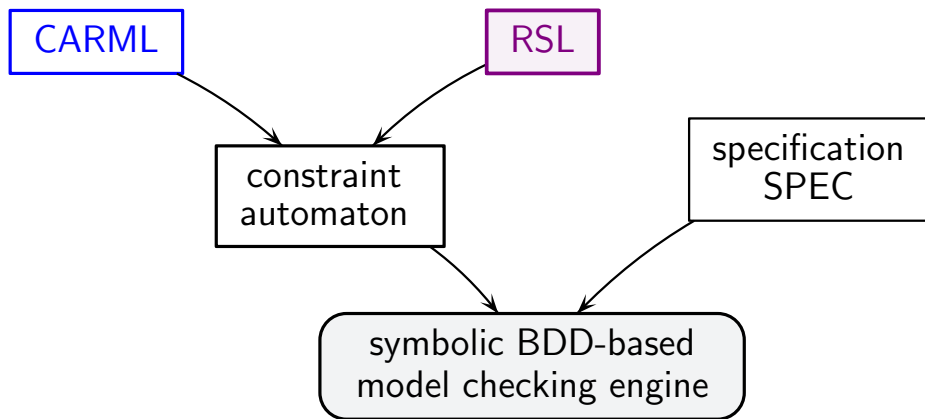 CARML
RSL
constraint
automaton
specification
SPEC
symbolic BDD-based
model checking engine